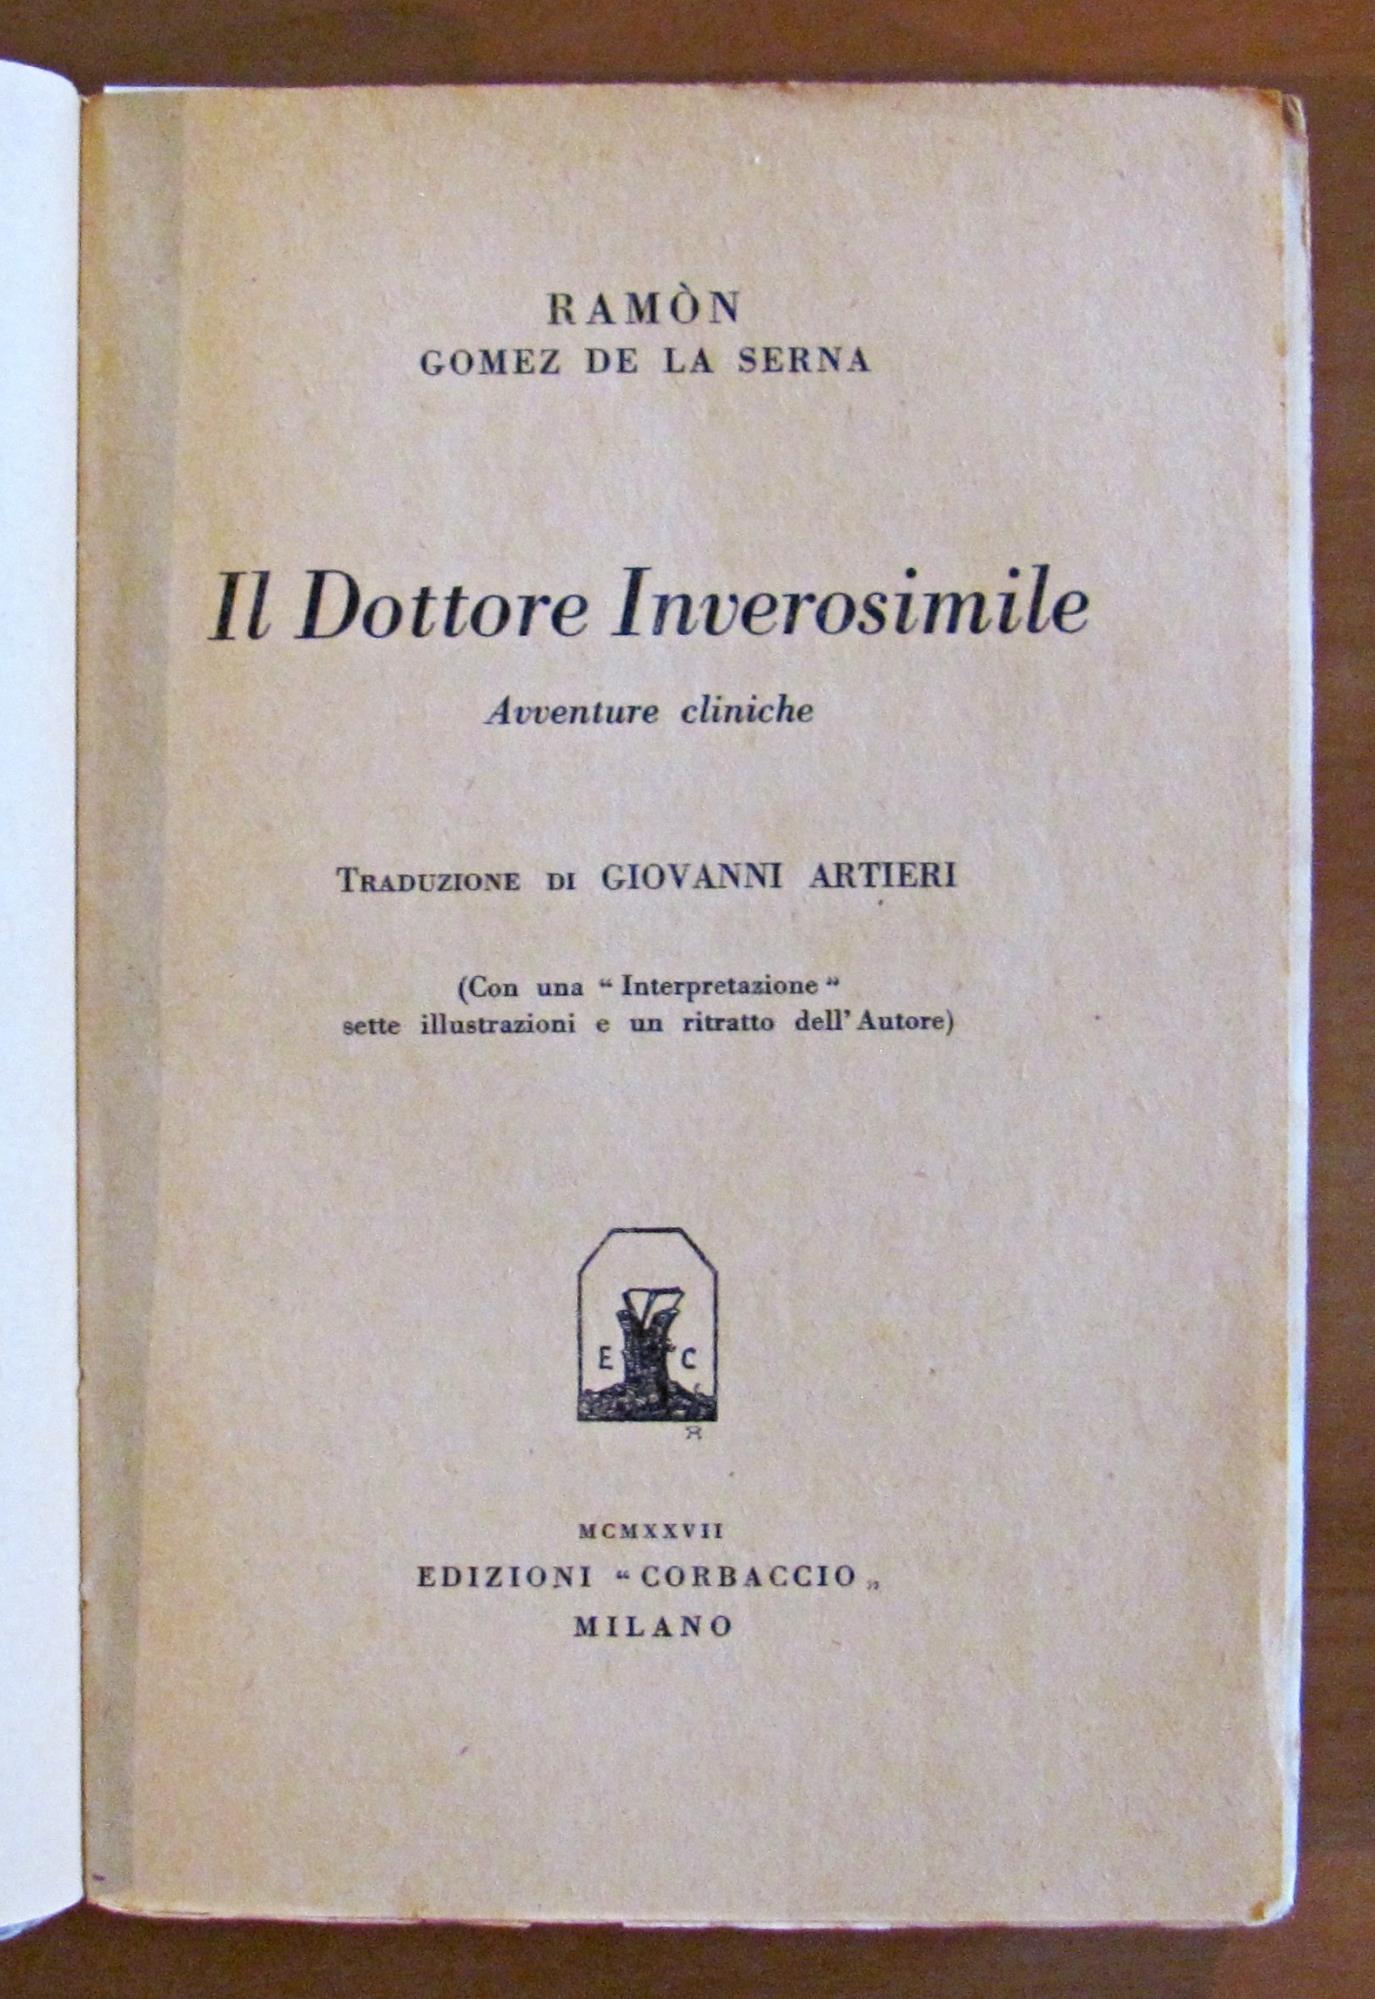 RAMÒN
GOMEZ DE LA SERNA
Il Dottore Inverosimile
Avventure cliniche
TRADUZIONE DI GIOVANNI ARTIERI
(Con una “ Interpretazione ”
sette illustrazioni e un ritratto dell' Autore)
E C
MCMXXVII
EDIZIONI “ CORBACCIO „
MILANO